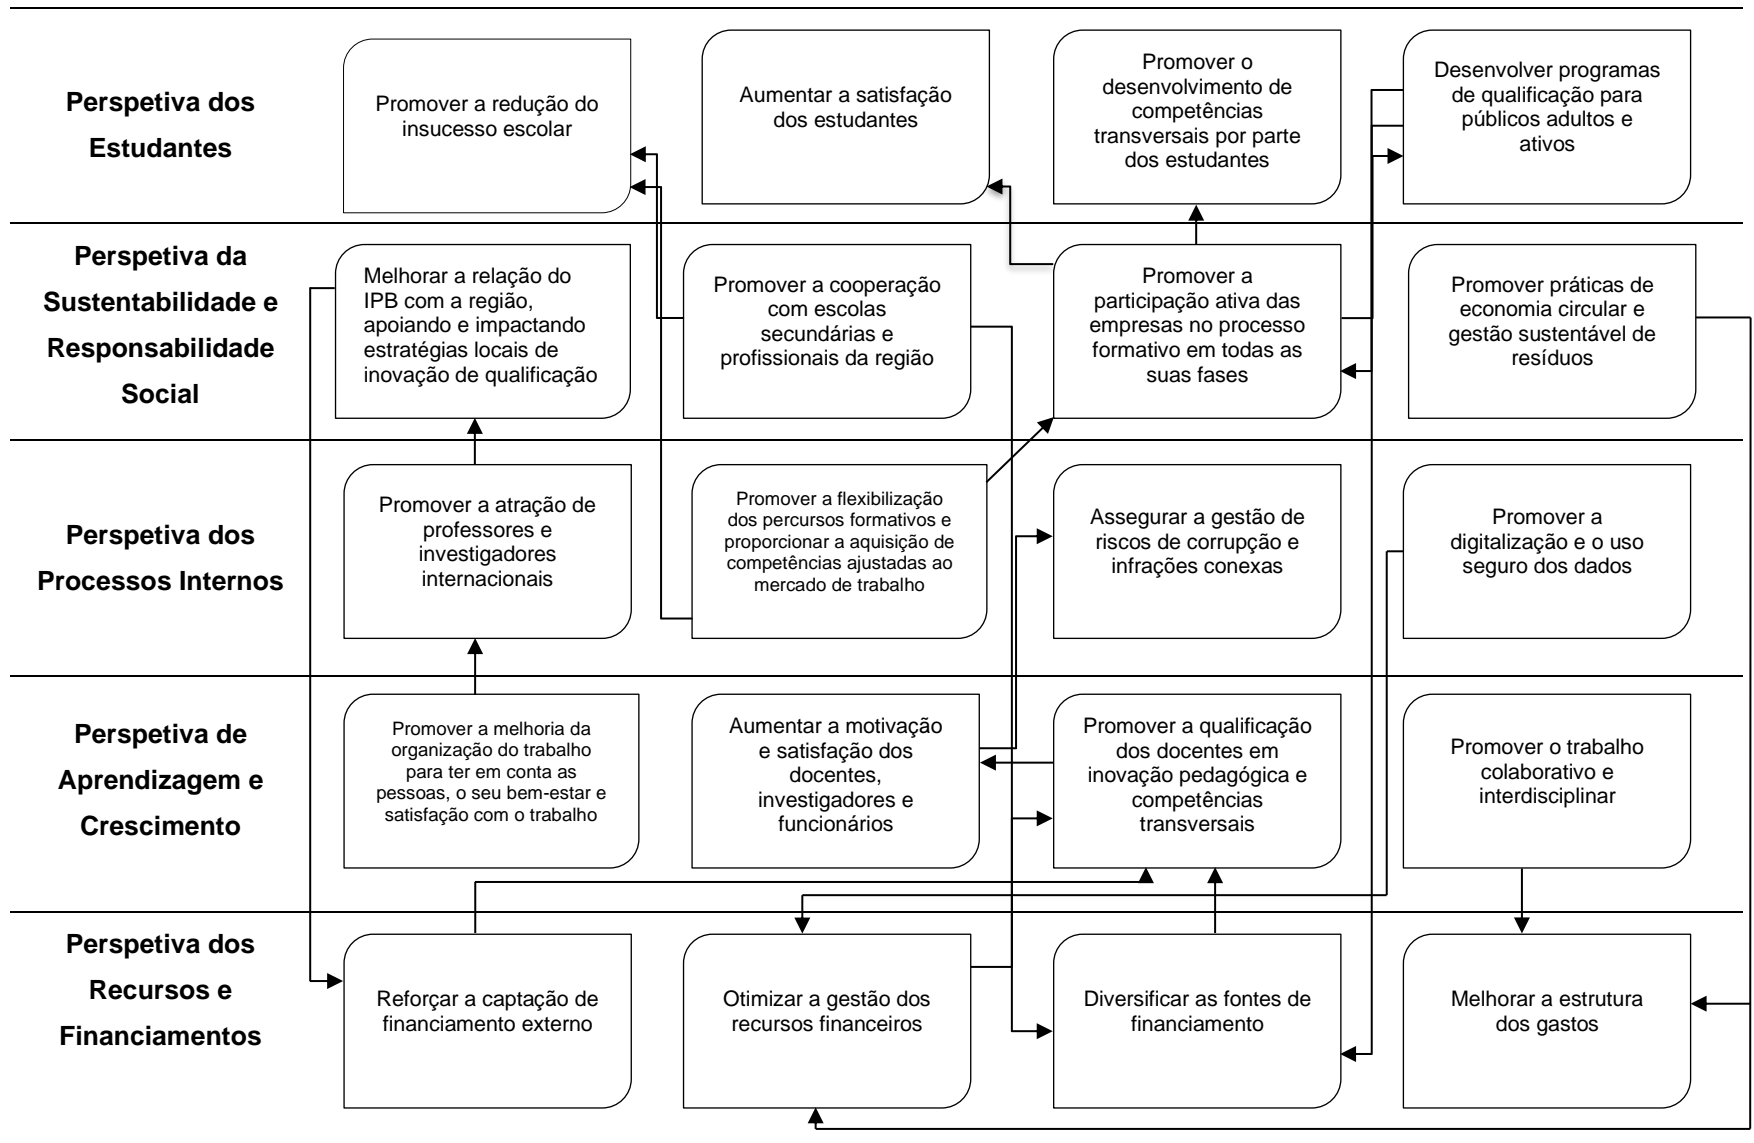 Perspetiva dos
Estudantes
Promover a redução do
insucesso escolar
Aumentar a satisfação
dos estudantes
Promover o
desenvolvimento de
competências
transversais por parte
dos estudantes
Desenvolver programas
de qualificação para
públicos adultos e
ativos
Perspetiva da
Sustentabilidade e
Responsabilidade
Social
Melhorar a relação do
IPB com a região,
apoiando e impactando
estratégias locais de
inovação de qualificação
Promover a cooperação
com escolas
secundárias e
profissionais da região
Promover a
participação ativa das
empresas no processo
formativo em todas as
suas fases
Promover práticas de
economia circular e
gestão sustentável de
resíduos
Perspetiva dos
Processos Internos
Promover a atração de
professores e
investigadores
internacionais
Promover a flexibilização
dos percursos formativos e
proporcionar a aquisição de
competências ajustadas ao
mercado de trabalho
Assegurar a gestão de
riscos de corrupção e
infrações conexas
Promover a
digitalização e o uso
seguro dos dados
Perspetiva de
Aprendizagem e
Crescimento
Promover a melhoria da
organização do trabalho
para ter em conta as
pessoas, o seu bem-estar e
satisfação com o trabalho
Aumentar a motivação
e satisfação dos
docentes,
investigadores e
funcionários
Promover a qualificação
dos docentes em
inovação pedagógica e
competências
transversais
Promover o trabalho
colaborativo e
interdisciplinar
Perspetiva dos
Recursos e
Financiamentos
Reforçar a captação de
financiamento externo
Otimizar a gestão dos
recursos financeiros
Diversificar as fontes de
financiamento
Melhorar a estrutura
dos gastos